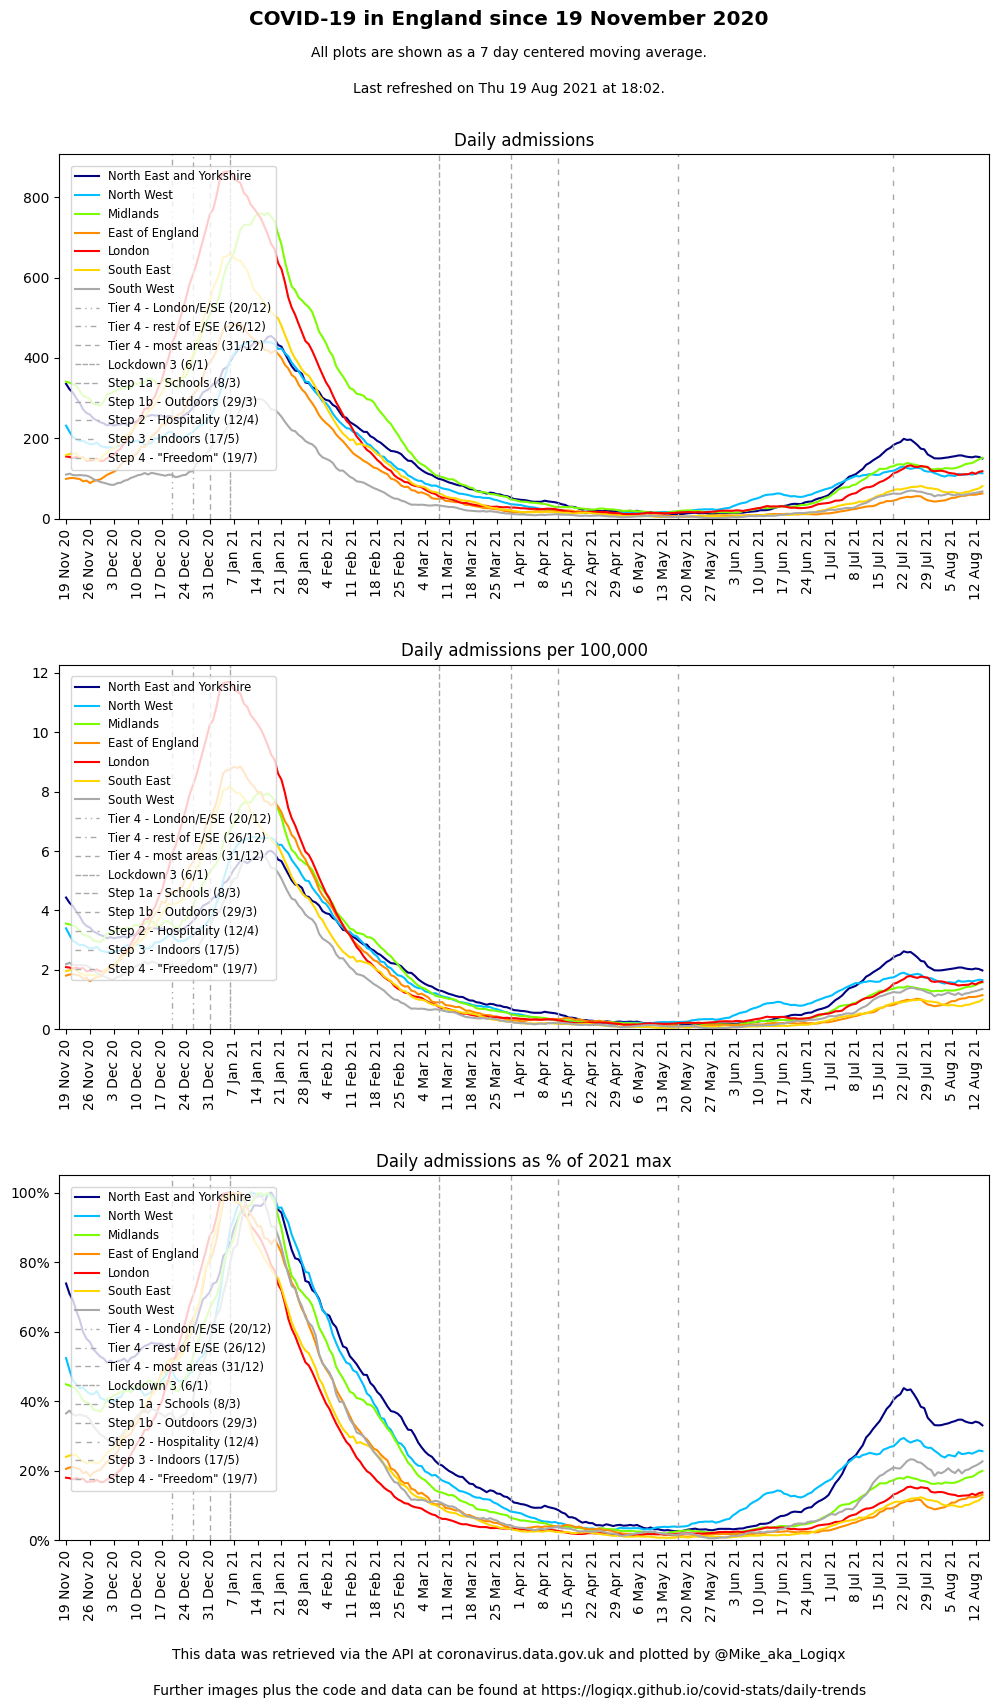 COVID-19 in England since 19 November 2020
All plots are shown as a 7 day centered moving average.
Last refreshed on Thu 19 Aug 2021 at 18:02.
Daily admissions
800
600
400
200
0
North East and Yorkshire
North West
Midlands
East of England
London
South East
South West
Tier 4 - London/E/SE (20/12)
Tier 4 - rest of E/SE (26/12)
Tier 4 - most areas (31/12)
Lockdown 3 (6/1)
Step 1a - Schools (8/3)
Step 1b - Outdoors (29/3)
Step 2 - Hospitality (12/4)
Step 3 - Indoors (17/5)
Step 4 - "Freedom" (19/7)
19 Nov 20
26 Nov 20
3 Dec 20
10 Dec 20
17 Dec 20
24 Dec 20
31 Dec 20
7 Jan 21
14 Jan 21
21 Jan 21
28 Jan 21
4 Feb 21
11 Feb 21
18 Feb 21
25 Feb 21
4 Mar 21
11 Mar 21
18 Mar 21
25 Mar 21
1 Apr 21
8 Apr 21
15 Apr 21
22 Apr 21
29 Apr 21
6 May 21
13 May 21
20 May 21
27 May 21
3 Jun 21
10 Jun 21
17 Jun 21
24 Jun 21
1 Jul 21
8 Jul 21
15 Jul 21
22 Jul 21
29 Jul 21
5 Aug 21
12 Aug 21
Daily admissions per 100,000
12
10
8
6
4
2
0
North East and Yorkshire
North West
Midlands
East of England
London
South East
South West
Tier 4 - London/E/SE (20/12)
Tier 4 - rest of E/SE (26/12)
Tier 4 - most areas (31/12)
Lockdown 3 (6/1)
Step 1a - Schools (8/3)
Step 1b - Outdoors (29/3)
Step 2 - Hospitality (12/4)
Step 3 - Indoors (17/5)
Step 4 - "Freedom" (19/7)
19 Nov 20
26 Nov 20
3 Dec 20
10 Dec 20
17 Dec 20
24 Dec 20
31 Dec 20
7 Jan 21
14 Jan 21
21 Jan 21
28 Jan 21
4 Feb 21
11 Feb 21
18 Feb 21
25 Feb 21
4 Mar 21
11 Mar 21
18 Mar 21
25 Mar 21
1 Apr 21
8 Apr 21
15 Apr 21
22 Apr 21
29 Apr 21
6 May 21
13 May 21
20 May 21
27 May 21
3 Jun 21
10 Jun 21
17 Jun 21
24 Jun 21
1 Jul 21
8 Jul 21
15 Jul 21
22 Jul 21
29 Jul 21
5 Aug 21
12 Aug 21
Daily admissions as % of 2021 max
100%
80%
60%
40%
20%
0%
North East and Yorkshire
North West
Midlands
East of England
London
South East
South West
Tier 4 - London/E/SE (20/12)
Tier 4 - rest of E/SE (26/12)
Tier 4 - most areas (31/12)
Lockdown 3 (6/1)
Step 1a - Schools (8/3)
Step 1b - Outdoors (29/3)
Step 2 - Hospitality (12/4)
Step 3 - Indoors (17/5)
Step 4 - "Freedom" (19/7)
19 Nov 20
26 Nov 20
3 Dec 20
10 Dec 20
17 Dec 20
24 Dec 20
31 Dec 20
7 Jan 21
14 Jan 21
21 Jan 21
28 Jan 21
4 Feb 21
11 Feb 21
18 Feb 21
25 Feb 21
4 Mar 21
11 Mar 21
18 Mar 21
25 Mar 21
1 Apr 21
8 Apr 21
15 Apr 21
22 Apr 21
29 Apr 21
6 May 21
13 May 21
20 May 21
27 May 21
3 Jun 21
10 Jun 21
17 Jun 21
24 Jun 21
1 Jul 21
8 Jul 21
15 Jul 21
22 Jul 21
29 Jul 21
5 Aug 21
12 Aug 21
This data was retrieved via the API at coronavirus.data.gov.uk and plotted by @Mike_aka_Logiqx
Further images plus the code and data can be found at https://logiqx.github.io/covid-stats/daily-trends